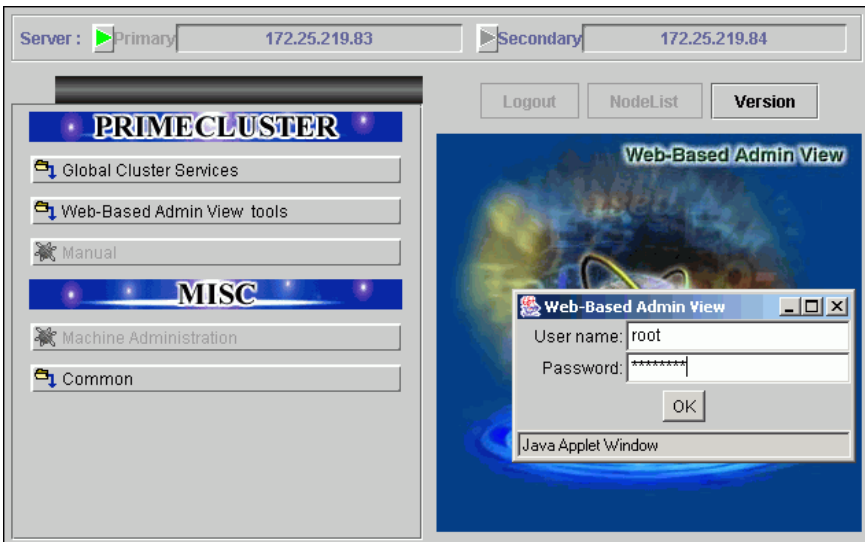 Server : Primary 172.25.219.83 Secondary 172.25.219.84
Logout NodeList Version
PRIMECLUSTER
Global Cluster Services
Web-Based Admin View tools
Manual
MISC
Machine Administration
Common
Web-Based Admin View
Web-Based Admin View
User name: root
Password: ********
OK
Java Applet Window